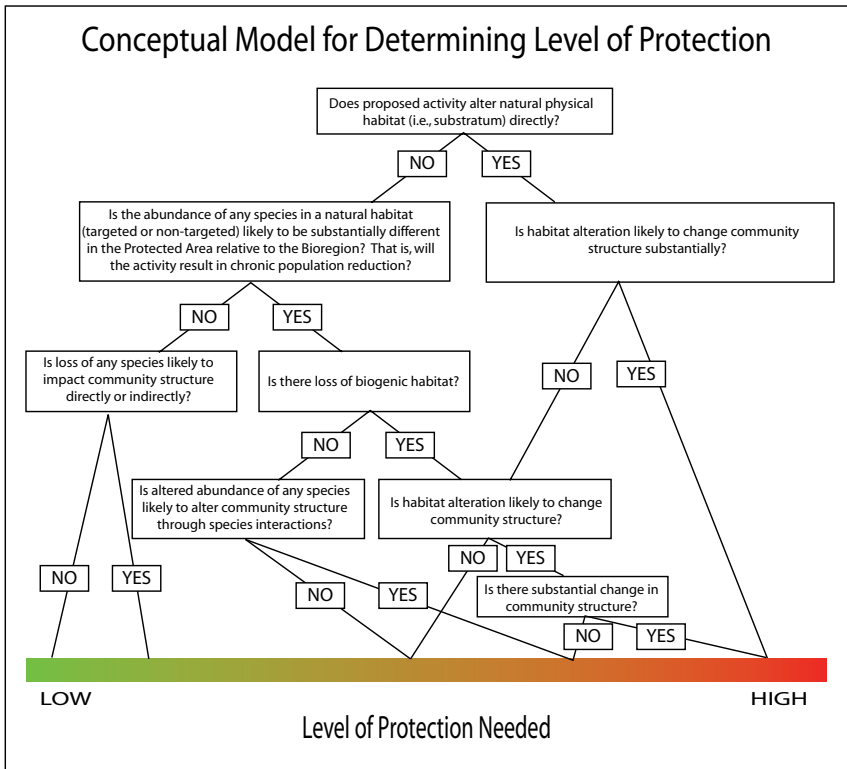 Conceptual Model for Determining Level of Protection
Does proposed activity alter natural physical
habitat (i.e., substratum) directly?
NO
YES
Is the abundance of any species in a natural habitat
(targeted or non-targeted) likely to be substantially different
in the Protected Area relative to the Bioregion? That is, will
the activity result in chronic population reduction?
Is habitat alteration likely to change community
structure substantially?
NO
YES
Is loss of any species likely to
impact community structure
directly or indirectly?
Is there loss of biogenic habitat?
NO
YES
NO
YES
Is altered abundance of any species
likely to alter community structure
through species interactions?
Is habitat alteration likely to change
community structure?
NO
YES
NO
YES
NO
YES
Is there substantial change in
community structure?
NO
YES
LOW
HIGH
Level of Protection Needed